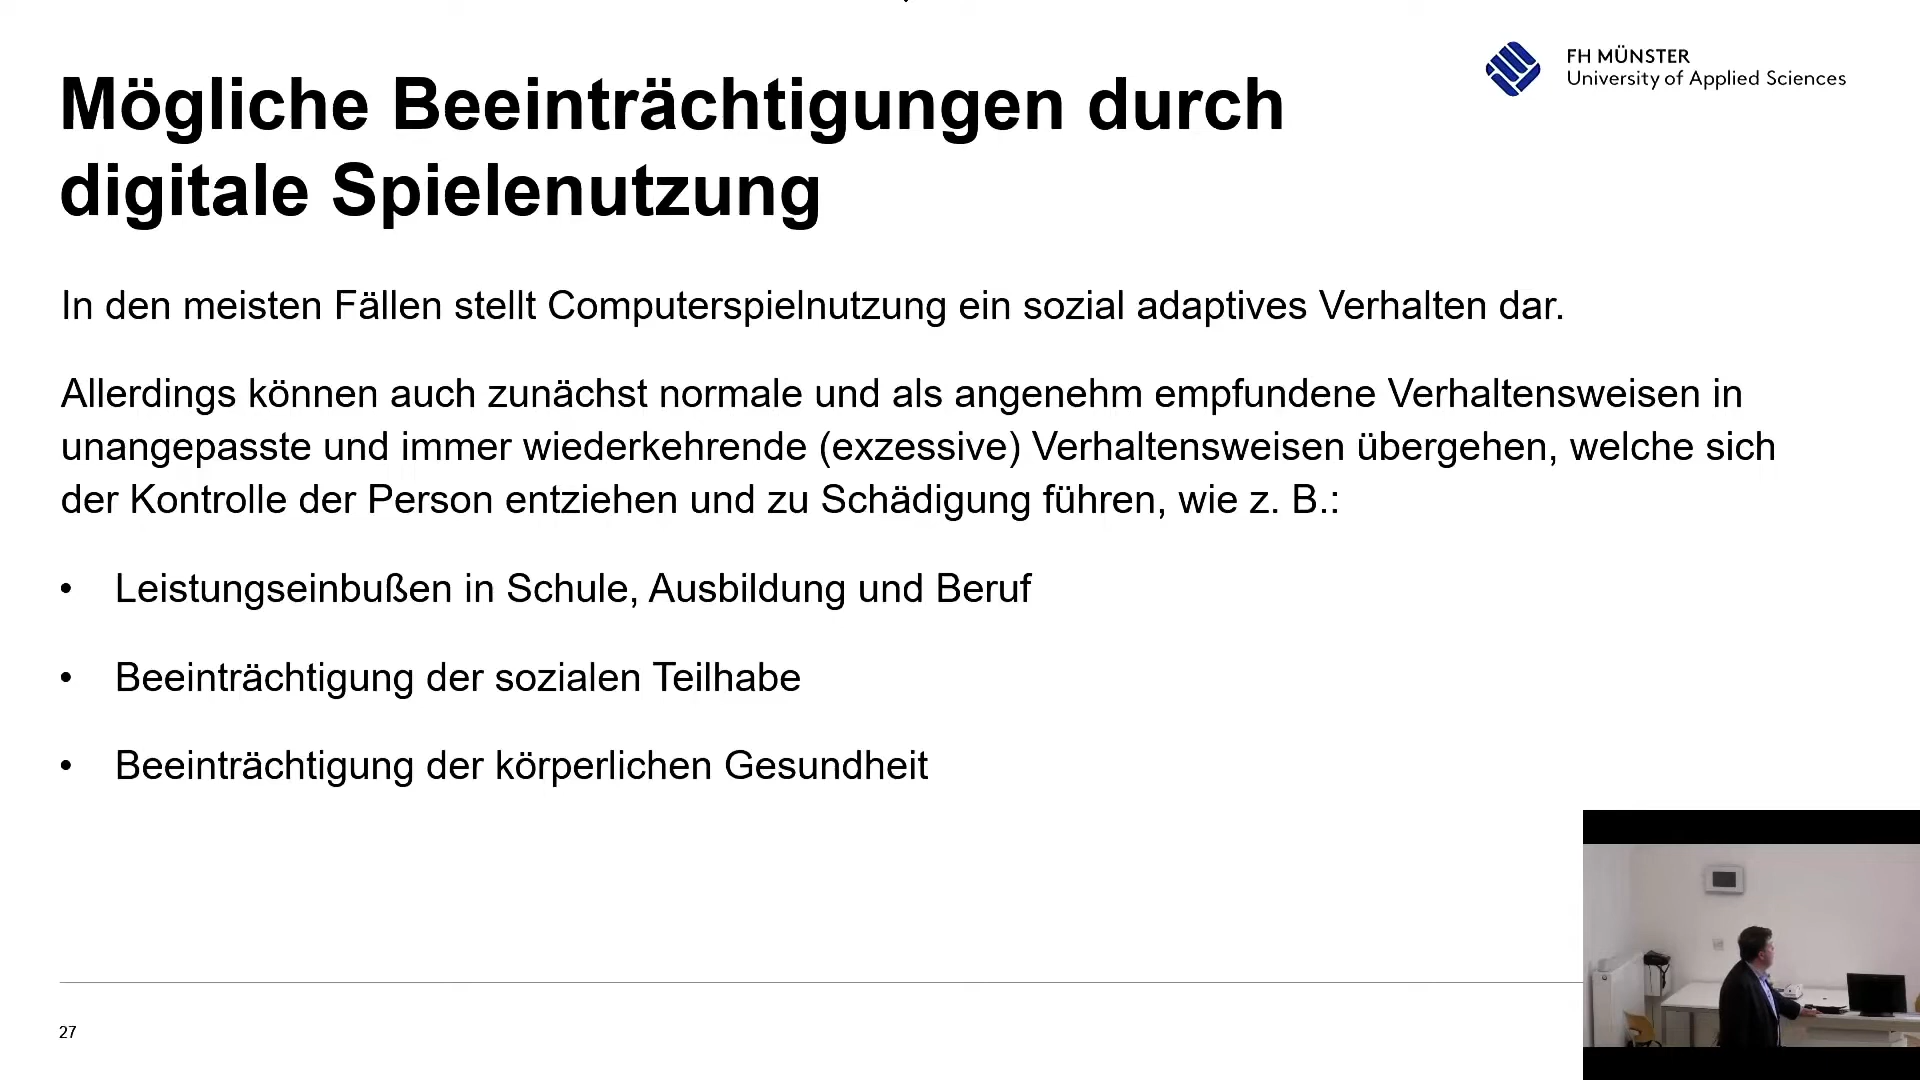 FH MÜNSTER
University of Applied Sciences
Mögliche Beeinträchtigungen durch
digitale Spielenutzung
In den meisten Fällen stellt Computerspielnutzung ein sozial adaptives Verhalten dar.
Allerdings können auch zunächst normale und als angenehm empfundene Verhaltensweisen in
unangepasste und immer wiederkehrende (exzessive) Verhaltensweisen übergehen, welche sich
der Kontrolle der Person entziehen und zu Schädigung führen, wie z. B.:
• Leistungseinbußen in Schule, Ausbildung und Beruf
• Beeinträchtigung der sozialen Teilhabe
• Beeinträchtigung der körperlichen Gesundheit
27